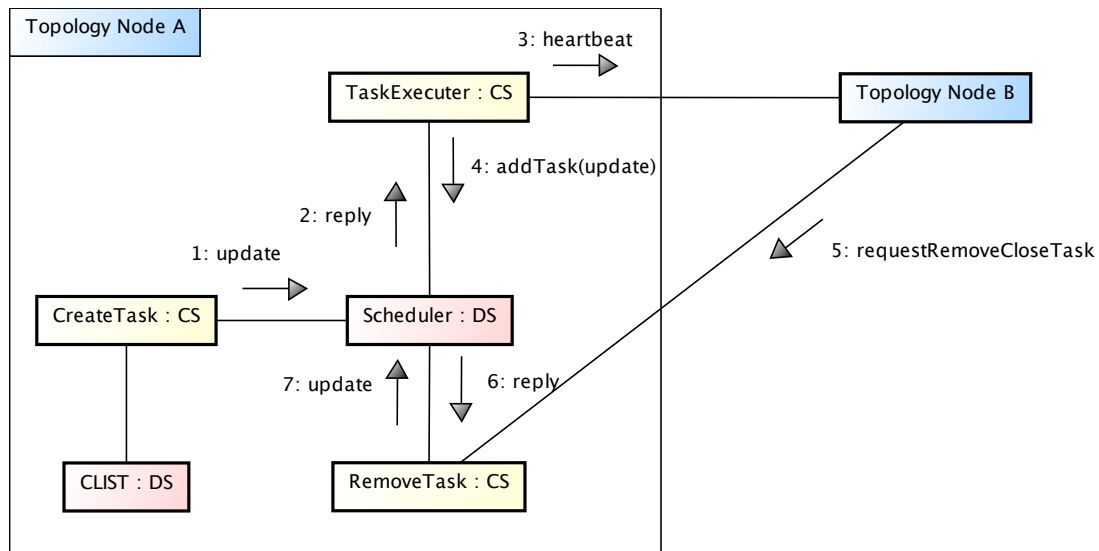 Topology Node A
3: heartbeat
TaskExecuter : CS
Topology Node B
4: addTask(update)
2: reply
1: update
5: requestRemoveCloseTask
CreateTask : CS
Scheduler : DS
7: update
6: reply
CLIST : DS
RemoveTask : CS